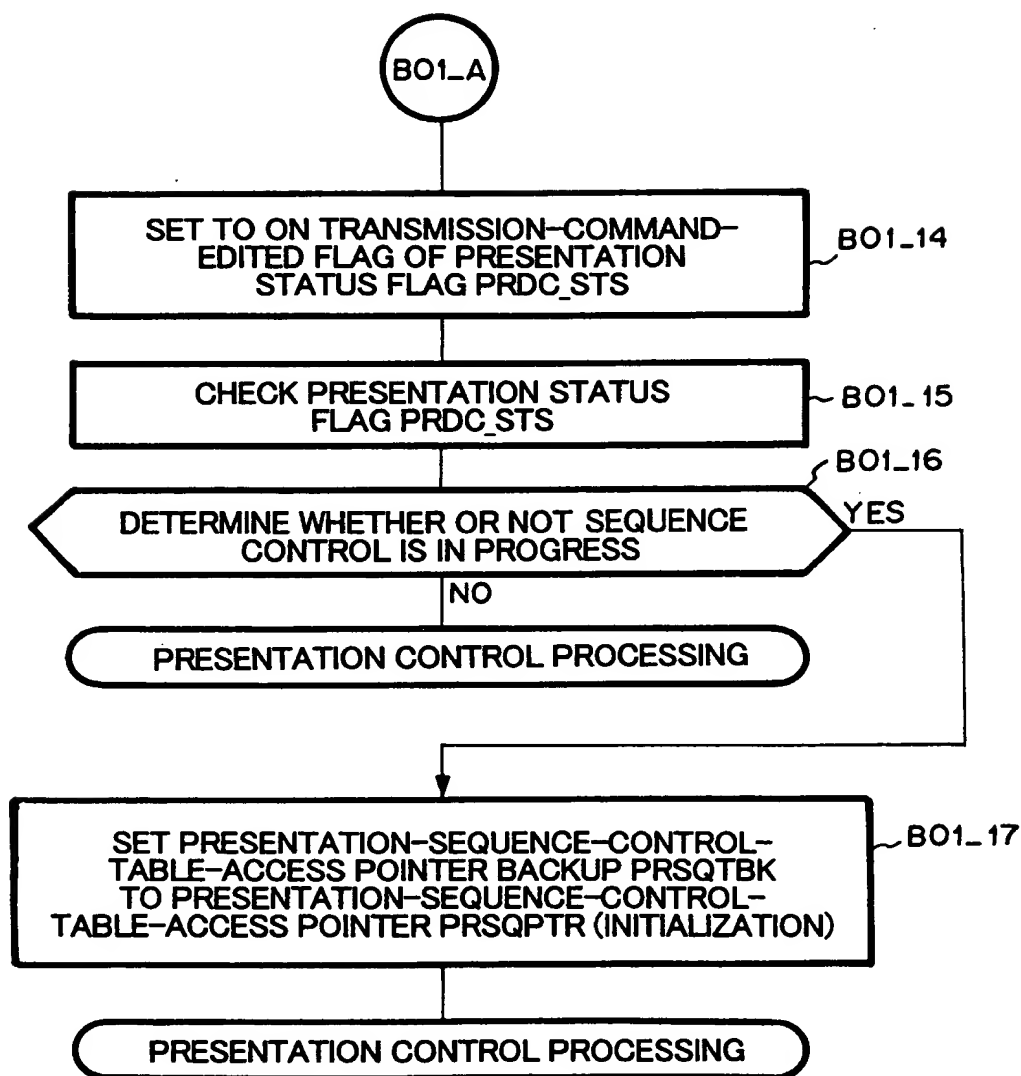 B01_A
SET TO ON TRANSMISSION-COMMAND-
EDITED FLAG OF PRESENTATION
STATUS FLAG PRDC_STS
B01_14
CHECK PRESENTATION STATUS
FLAG PRDC_STS
B01_15
B01_16
DETERMINE WHETHER OR NOT SEQUENCE
CONTROL IS IN PROGRESS
YES
NO
PRESENTATION CONTROL PROCESSING
SET PRESENTATION-SEQUENCE-CONTROL-
TABLE-ACCESS POINTER BACKUP PRSQTBK
TO PRESENTATION-SEQUENCE-CONTROL-
TABLE-ACCESS POINTER PRSQPTR (INITIALIZATION)
B01_17
PRESENTATION CONTROL PROCESSING